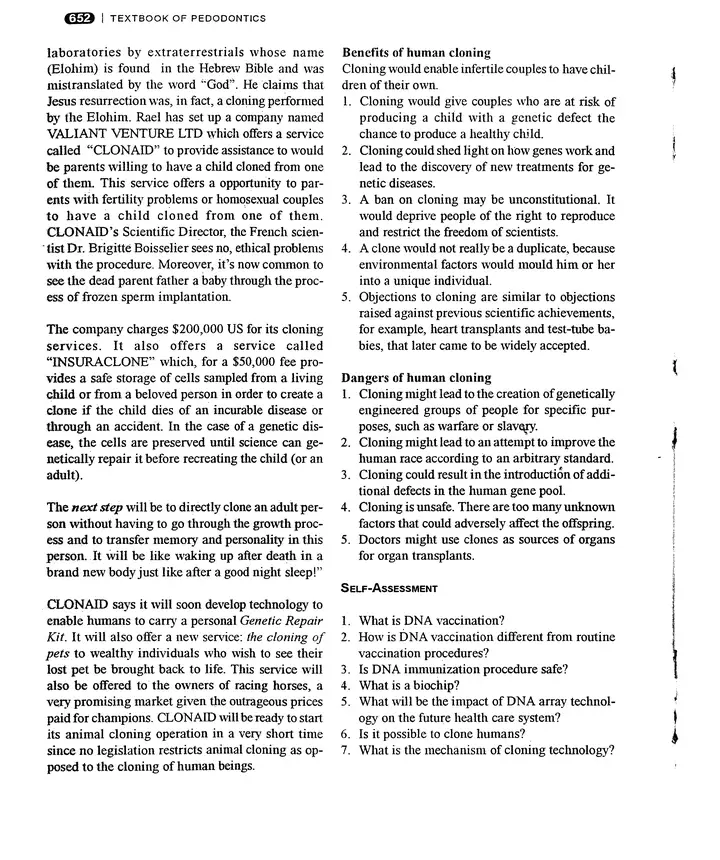 652 | TEXTBOOK OF PEDODONTICS
laboratories by extraterrestrials whose name
(Elohim) is found in the Hebrew Bible and was
mistranslated by the word “God”. He claims that
Jesus resurrection was, in fact, a cloning performed
by the Elohim. Rael has set up a company named
VALIANT VENTURE LTD which offers a service
called “CLONAID” to provide assistance to would
be parents willing to have a child cloned from one
of them. This service offers a opportunity to par-
ents with fertility problems or homosexual couples
to have a child cloned from one of them.
CLONAID’s Scientific Director, the French scien-
tist Dr. Brigitte Boisselier sees no, ethical problems
with the procedure. Moreover, it’s now common to
see the dead parent father a baby through the proc-
ess of frozen sperm implantation.
The company charges $200,000 US for its cloning
services. It also offers a service called
“INSURACLONE” which, for a $50,000 fee pro-
vides a safe storage of cells sampled from a living
child or from a beloved person in order to create a
clone if the child dies of an incurable disease or
through an accident. In the case of a genetic dis-
ease, the cells are preserved until science can ge-
netically repair it before recreating the child (or an
adult).
The next step will be to directly clone an adult per-
son without having to go through the growth proc-
ess and to transfer memory and personality in this
person. It will be like waking up after death in a
brand new body just like after a good night sleep!”
CLONAID says it will soon develop technology to
enable humans to carry a personal Genetic Repair
Kit. It will also offer a new service: the cloning of
pets to wealthy individuals who wish to see their
lost pet be brought back to life. This service will
also be offered to the owners of racing horses, a
very promising market given the outrageous prices
paid for champions. CLONAID will be ready to start
its animal cloning operation in a very short time
since no legislation restricts animal cloning as op-
posed to the cloning of human beings.
Benefits of human cloning
Cloning would enable infertile couples to have chil-
dren of their own.
1. Cloning would give couples who are at risk of
producing a child with a genetic defect the
chance to produce a healthy child.
2. Cloning could shed light on how genes work and
lead to the discovery of new treatments for ge-
netic diseases.
3. A ban on cloning may be unconstitutional. It
would deprive people of the right to reproduce
and restrict the freedom of scientists.
4. A clone would not really be a duplicate, because
environmental factors would mould him or her
into a unique individual.
5. Objections to cloning are similar to objections
raised against previous scientific achievements,
for example, heart transplants and test-tube ba-
bies, that later came to be widely accepted.
Dangers of human cloning
1. Cloning might lead to the creation of genetically
engineered groups of people for specific pur-
poses, such as warfare or slavery.
2. Cloning might lead to an attempt to improve the
human race according to an arbitrary standard.
3. Cloning could result in the introduction of addi-
tional defects in the human gene pool.
4. Cloning is unsafe. There are too many unknown
factors that could adversely affect the offspring.
5. Doctors might use clones as sources of organs
for organ transplants.
SELF-ASSESSMENT
1. What is DNA vaccination?
2. How is DNA vaccination different from routine
vaccination procedures?
3. Is DNA immunization procedure safe?
4. What is a biochip?
5. What will be the impact of DNA array technol-
ogy on the future health care system?
6. Is it possible to clone humans?
7. What is the mechanism of cloning technology?